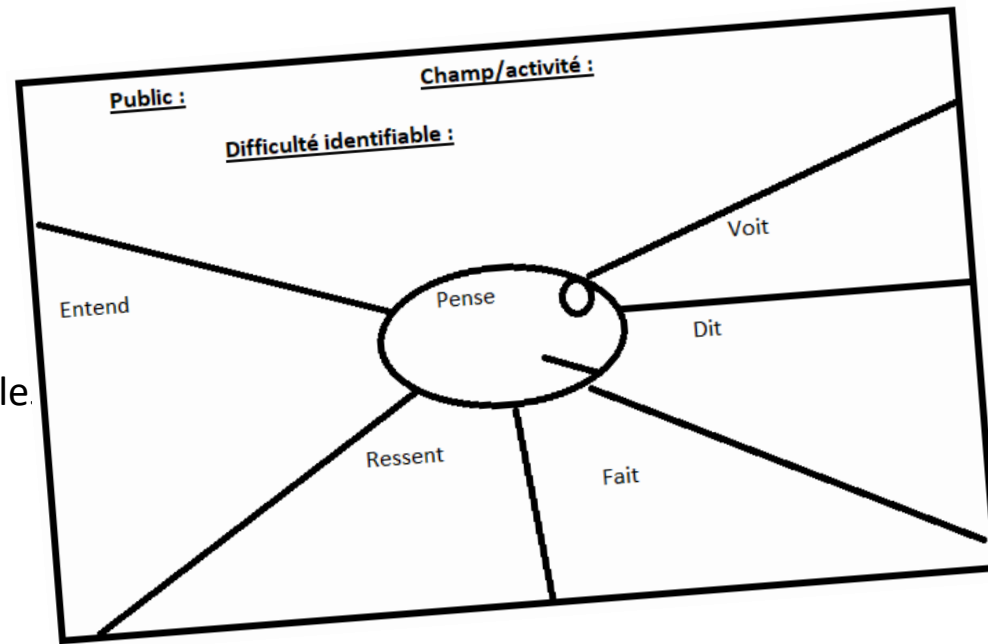 Public :
Champ/activité :
Difficulté identifiable :
Voit
Pense
Entend
Dit
Ressent
Fait